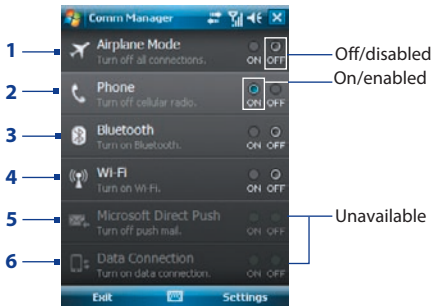 Comm Manager
1 Airplane Mode
Turn off all connections.
ON OFF
Off/disabled
On/enabled
2 Phone
Turn off cellular radio.
ON OFF
3 Bluetooth
Turn on Bluetooth.
ON OFF
4 Wi-Fi
Turn on Wi-Fi.
ON OFF
5 Microsoft Direct Push
Turn off push mail.
ON OFF
Unavailable
6 Data Connection
Turn on data connection.
ON OFF
Exit Settings